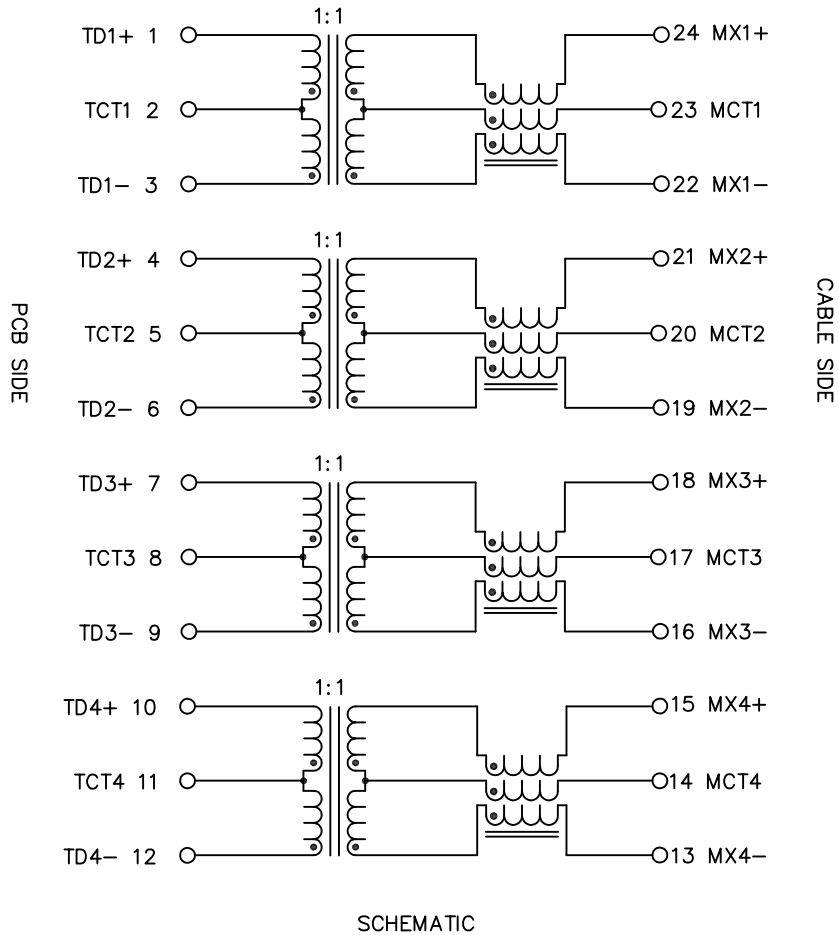 1:1
TD1+ 1
24 MX1+
TCT1 2
23 MCT1
TD1– 3
22 MX1–
1:1
TD2+ 4
21 MX2+
TCT2 5
20 MCT2
TD2– 6
19 MX2–
PCB SIDE
CABLE SIDE
1:1
TD3+ 7
18 MX3+
TCT3 8
17 MCT3
TD3– 9
16 MX3–
1:1
TD4+ 10
15 MX4+
TCT4 11
14 MCT4
TD4– 12
13 MX4–
SCHEMATIC